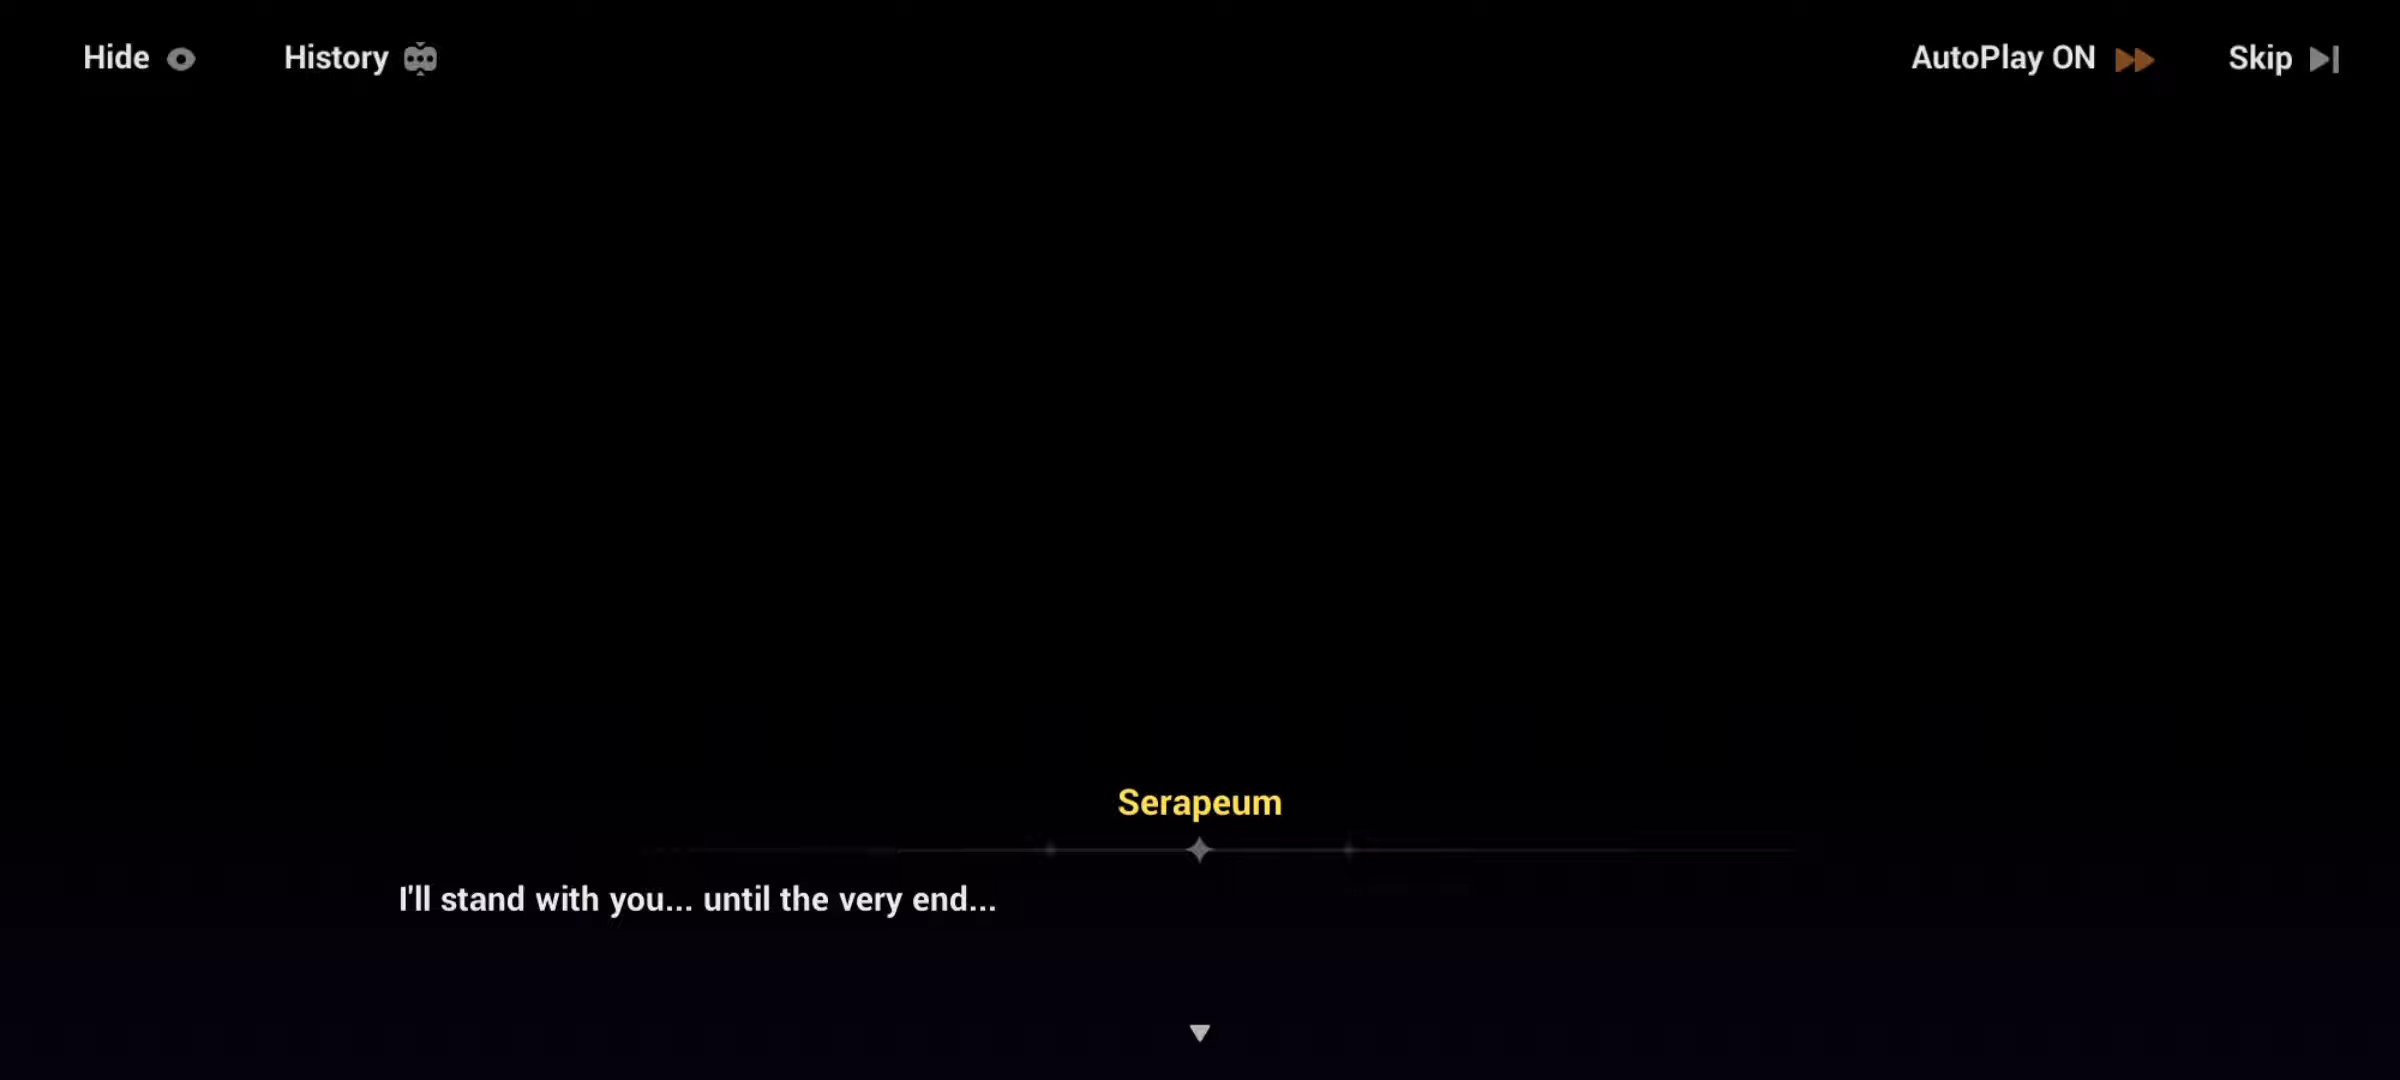 Hide
History
AutoPlay ON
Skip
Serapeum
I'll stand with you... until the very end...